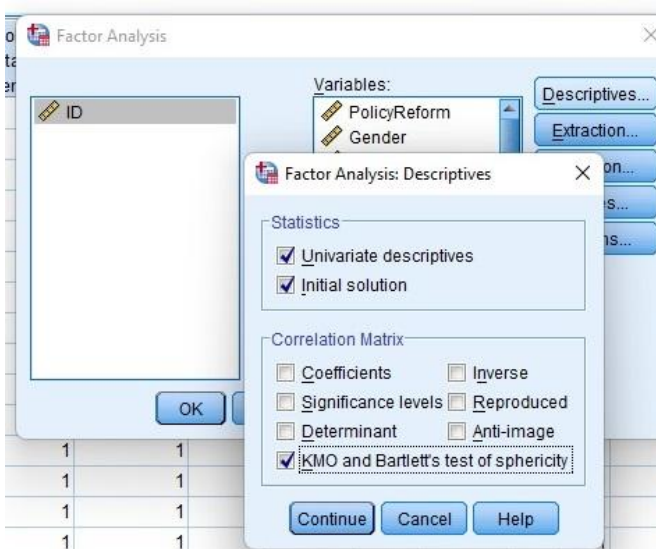 Factor Analysis
Variables:
ID
PolicyReform
Gender
Descriptives...
Extraction...
on...
s...
ns...
Factor Analysis: Descriptives
Statistics
Univariate descriptives
Initial solution
Correlation Matrix
Coefficients
Inverse
Significance levels
Reproduced
Determinant
Anti-image
KMO and Bartlett's test of sphericity
Continue
Cancel
Help
OK
1 1
1 1
1 1
1 1